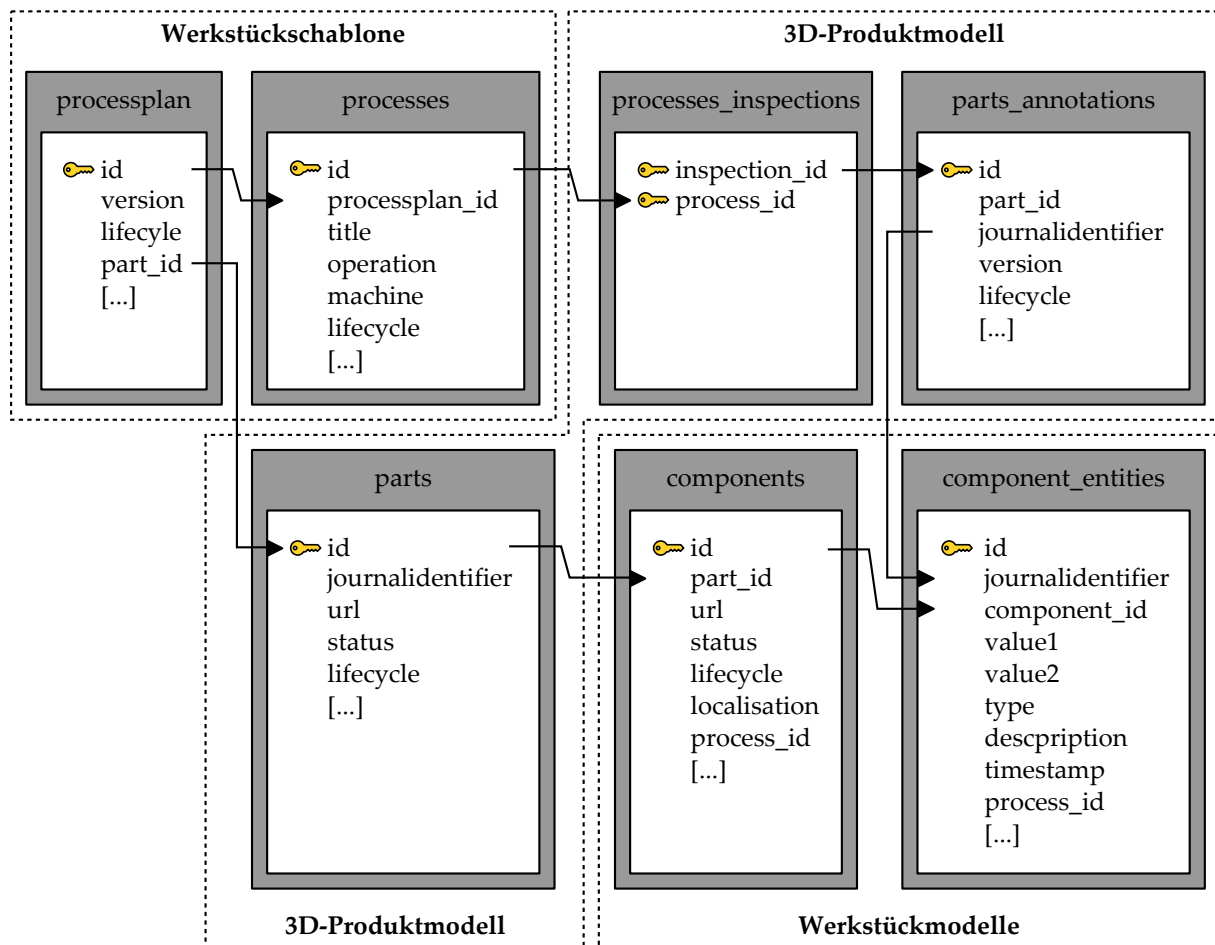 Werkstückschablone
3D-Produktmodell
processplan
id
version
lifecyle
part_id
[...]
processes
id
processplan_id
title
operation
machine
lifecycle
[...]
processes_inspections
inspection_id
process_id
parts_annotations
id
part_id
journalidentifier
version
lifecycle
[...]
parts
id
journalidentifier
url
status
lifecycle
[...]
components
id
part_id
url
status
lifecycle
localisation
process_id
[...]
component_entities
id
journalidentifier
component_id
value1
value2
type
descpription
timestamp
process_id
[...]
3D-Produktmodell
Werkstückmodelle